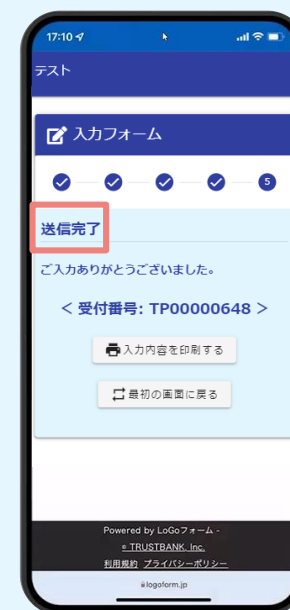 17:10
テスト
入力フォーム
5
送信完了
ご入力ありがとうございました。
< 受付番号: TP00000648 >
入力内容を印刷する
最初の画面に戻る
Powered by LoGoフォーム -
© TRUSTBANK, Inc.
利用規約 プライバシーポリシー
logoform.jp